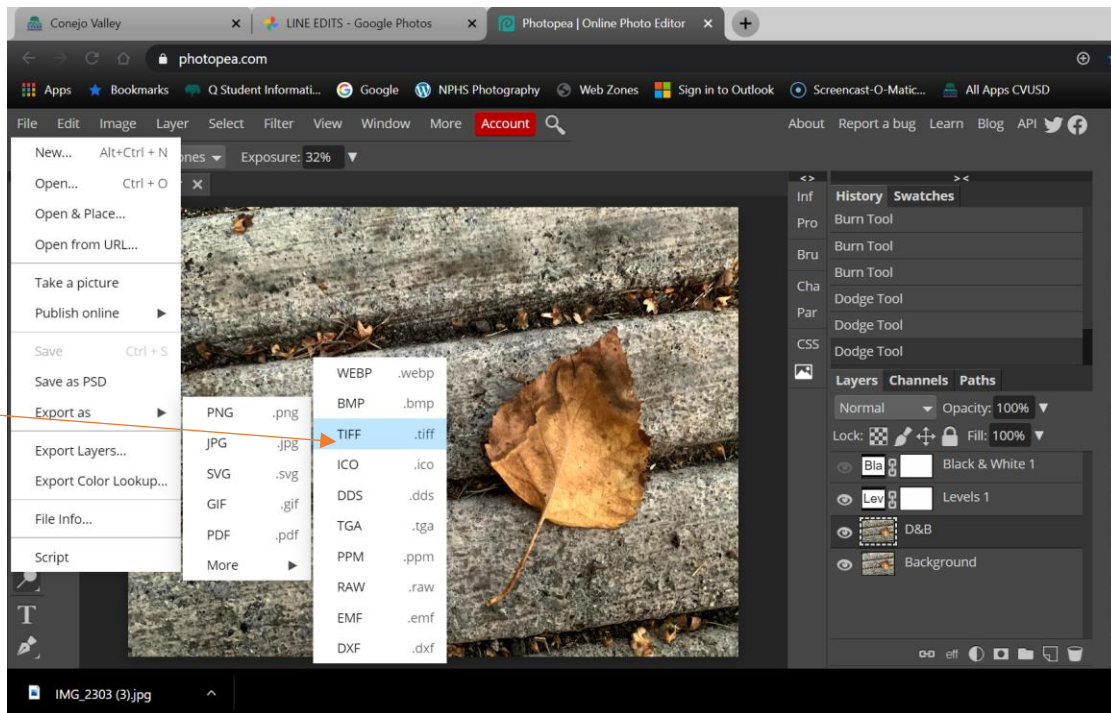 Conejo Valley × LINE EDITS - Google Photos × Photopea | Online Photo Editor × +
photopea.com
Apps Bookmarks Q Student Informati... Google NPHS Photography Web Zones Sign in to Outlook Screencast-O-Matic... All Apps CVUSD
File Edit Image Layer Select Filter View Window More Account About Report a bug Learn Blog API
ones Exposure: 32%
New... Alt+Ctrl + N
Open... Ctrl + O
Open & Place...
Open from URL...
Take a picture
Publish online
Save Ctrl + S
Save as PSD
Export as
Export Layers...
Export Color Lookup...
File Info...
Script
PNG .png
JPG .jpg
SVG .svg
GIF .gif
PDF .pdf
More
WEBP .webp
BMP .bmp
TIFF .tiff
ICO .ico
DDS .dds
TGA .tga
PPM .ppm
RAW .raw
EMF .emf
DXF .dxf
<> ><
Inf
Pro
Bru
Cha
Par
CSS
History Swatches
Burn Tool
Burn Tool
Burn Tool
Dodge Tool
Dodge Tool
Dodge Tool
Layers Channels Paths
Normal Opacity: 100%
Lock: Fill: 100%
Bla Black & White 1
Lev Levels 1
D&B
Background
eff
T
IMG_2303 (3).jpg